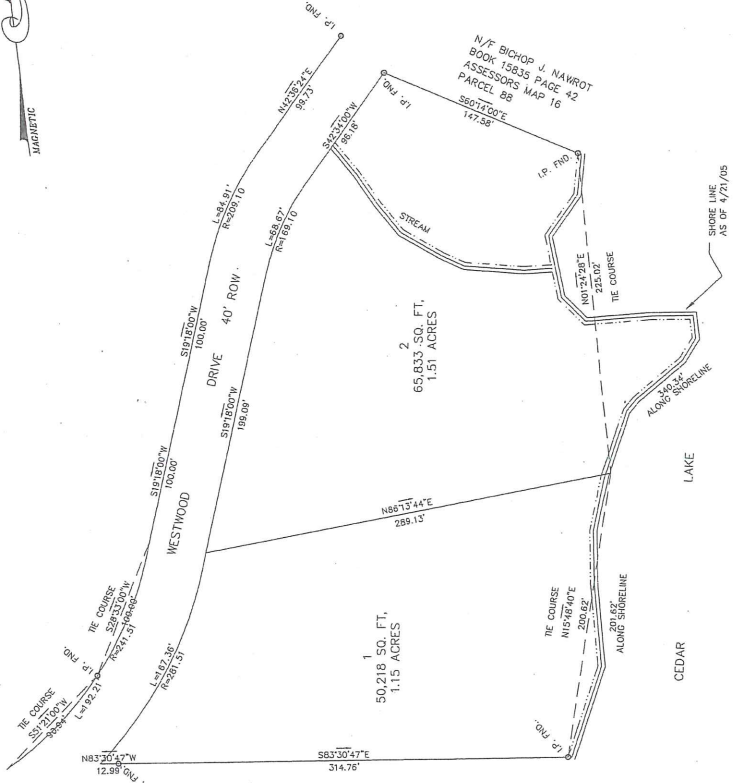 MAGNETIC
I.P. FND.
N42°36'24"E
99.73'
I.P. FND.
N/F BICHOP J. NAWROT
BOOK 15835 PAGE 42
ASSESSORS MAP 16
PARCEL BB
S42°34'00"W
96.18'
S60°14'00"E
147.58'
I.P. FND.
L=84.91'
R=209.10
L=68.67'
R=169.10
STREAM
SHORE LINE
AS OF 4/21/05
N01°24'28"E
225.02'
TIE COURSE
S19°18'00"W
100.00'
DRIVE 40' ROW
S19°18'00"W
199.09'
2
65,833 SQ. FT,
1.51 ACRES
340.34'
ALONG SHORELINE
S19°18'00"W
100.00'
WESTWOOD
N86°13'44"E
289.13'
LAKE
TIE COURSE
S28°33'00"W
100.00'
R=241.51
I.P. FND.
L=192.21'
TIE COURSE
S51°21'00"W
L=167.36'
R=281.51
1
50,218 SQ. FT,
1.15 ACRES
TIE COURSE
N15°48'40"E
200.62'
201.62'
ALONG SHORELINE
CEDAR
I.P. FND.
N83°30'47"W
12.99'
FND.
S83°30'47"E
314.76'